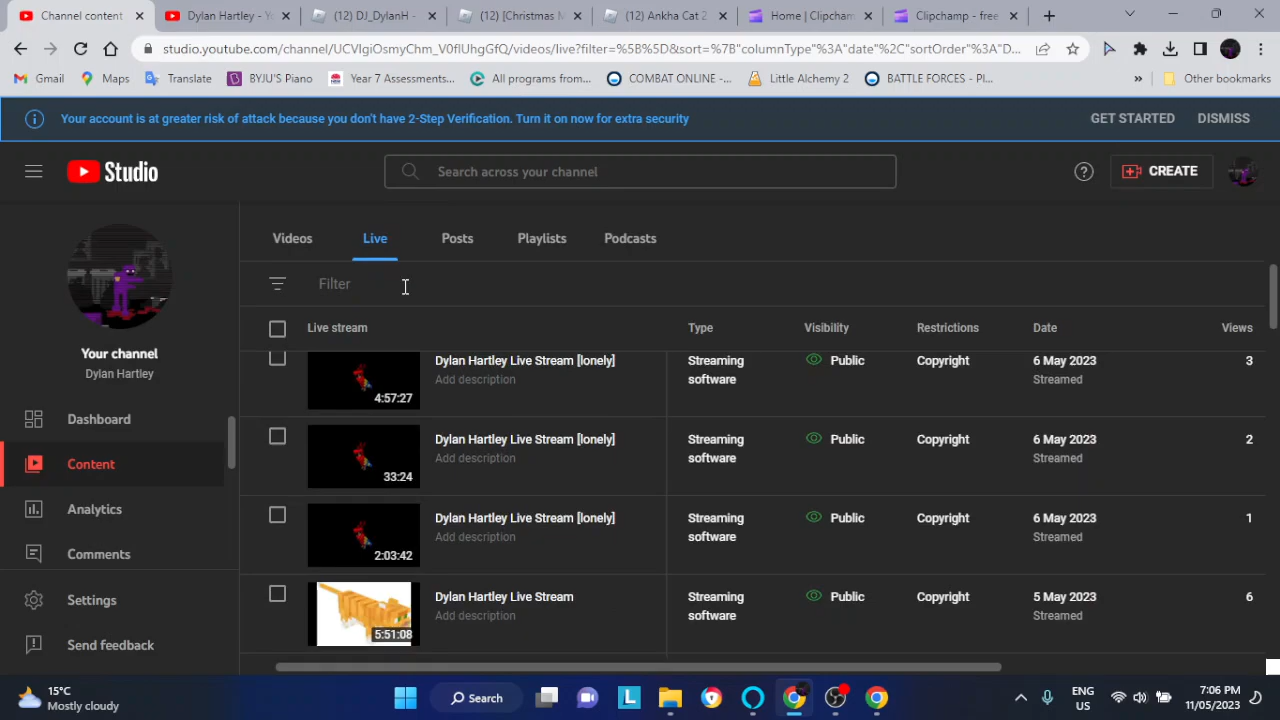 Channel content
Dylan Hartley - Yo
(12) DJ_DylanH -
(12) [Christmas M
(12) Ankha Cat 2
Home | Clipcham
Clipchamp - free
studio.youtube.com/channel/UCVlgiOsmyChm_V0flUhgGfQ/videos/live?filter=%5B%5D&sort=%7B"columnType"%3A"date"%2C"sortOrder"%3A"D...
Gmail
Maps
Translate
BYJU'S Piano
Year 7 Assessments...
All programs from...
COMBAT ONLINE -...
Little Alchemy 2
BATTLE FORCES - Pl...
»
Other bookmarks
Your account is at greater risk of attack because you don't have 2-Step Verification. Turn it on now for extra security
GET STARTED
DISMISS
Studio
Search across your channel
CREATE
Your channel
Dylan Hartley
Dashboard
Content
Analytics
Comments
Settings
Send feedback
Videos
Live
Posts
Playlists
Podcasts
Filter
Live stream
Type
Visibility
Restrictions
Date
Views
4:57:27
Dylan Hartley Live Stream [lonely]
Add description
Streaming
software
Public
Copyright
6 May 2023
Streamed
3
33:24
Dylan Hartley Live Stream [lonely]
Add description
Streaming
software
Public
Copyright
6 May 2023
Streamed
2
2:03:42
Dylan Hartley Live Stream [lonely]
Add description
Streaming
software
Public
Copyright
6 May 2023
Streamed
1
5:51:08
Dylan Hartley Live Stream
Add description
Streaming
software
Public
Copyright
5 May 2023
Streamed
6
15°C
Mostly cloudy
Search
ENG
US
7:06 PM
11/05/2023